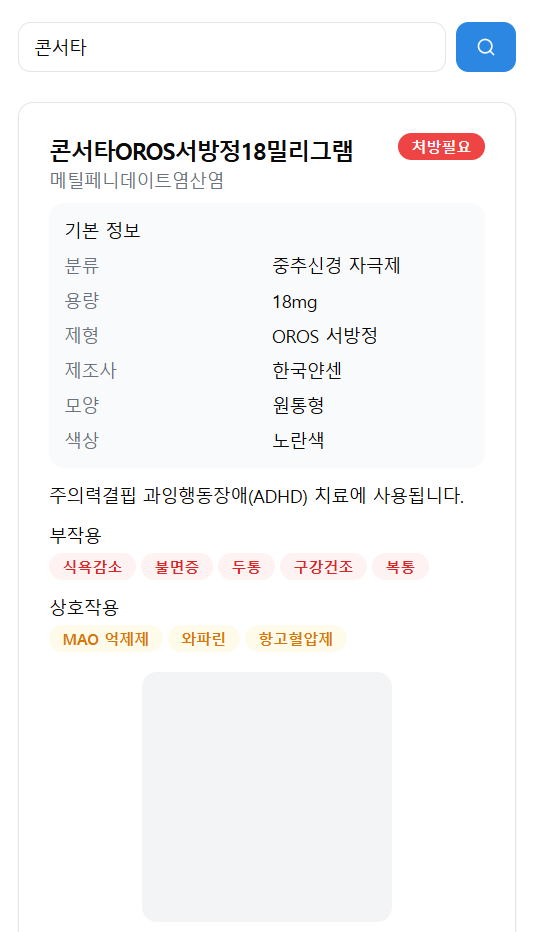 콘서타
콘서타OROS서방정18밀리그램
처방필요
메틸페니데이트염산염
기본 정보
분류 중추신경 자극제
용량 18mg
제형 OROS 서방정
제조사 한국얀센
모양 원통형
색상 노란색
주의력결핍 과잉행동장애(ADHD) 치료에 사용됩니다.
부작용
식욕감소 불면증 두통 구강건조 복통
상호작용
MAO 억제제 와파린 항고혈압제